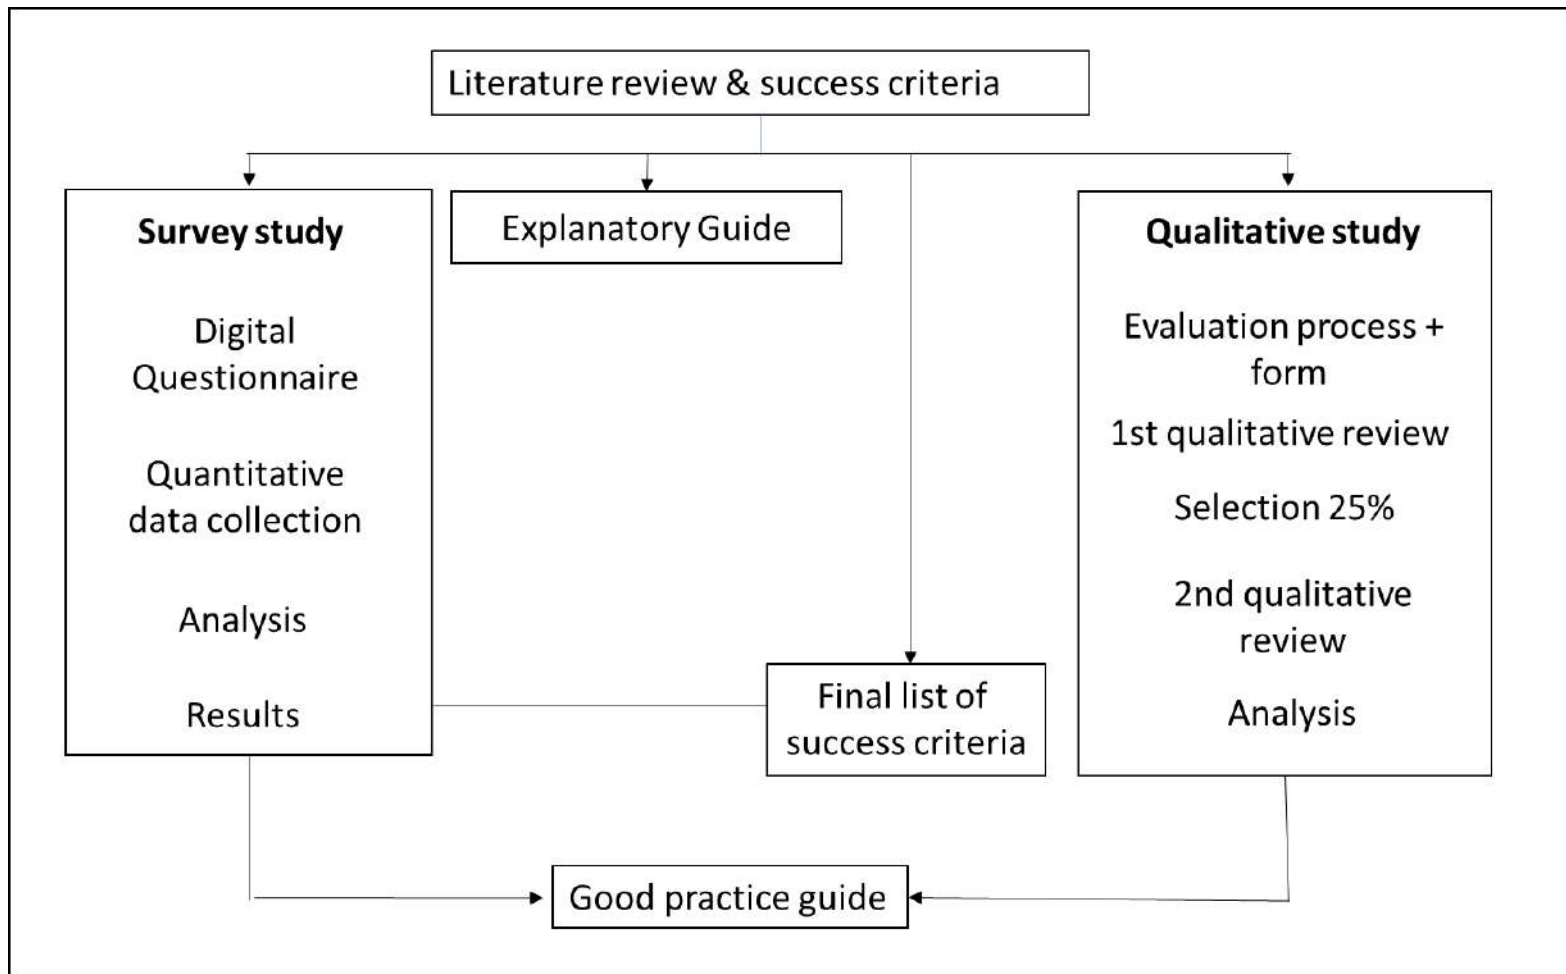 Literature review & success criteria
Survey study
Digital
Questionnaire
Quantitative
data collection
Analysis
Results
Explanatory Guide
Final list of
success criteria
Qualitative study
Evaluation process +
form
1st qualitative review
Selection 25%
2nd qualitative
review
Analysis
Good practice guide